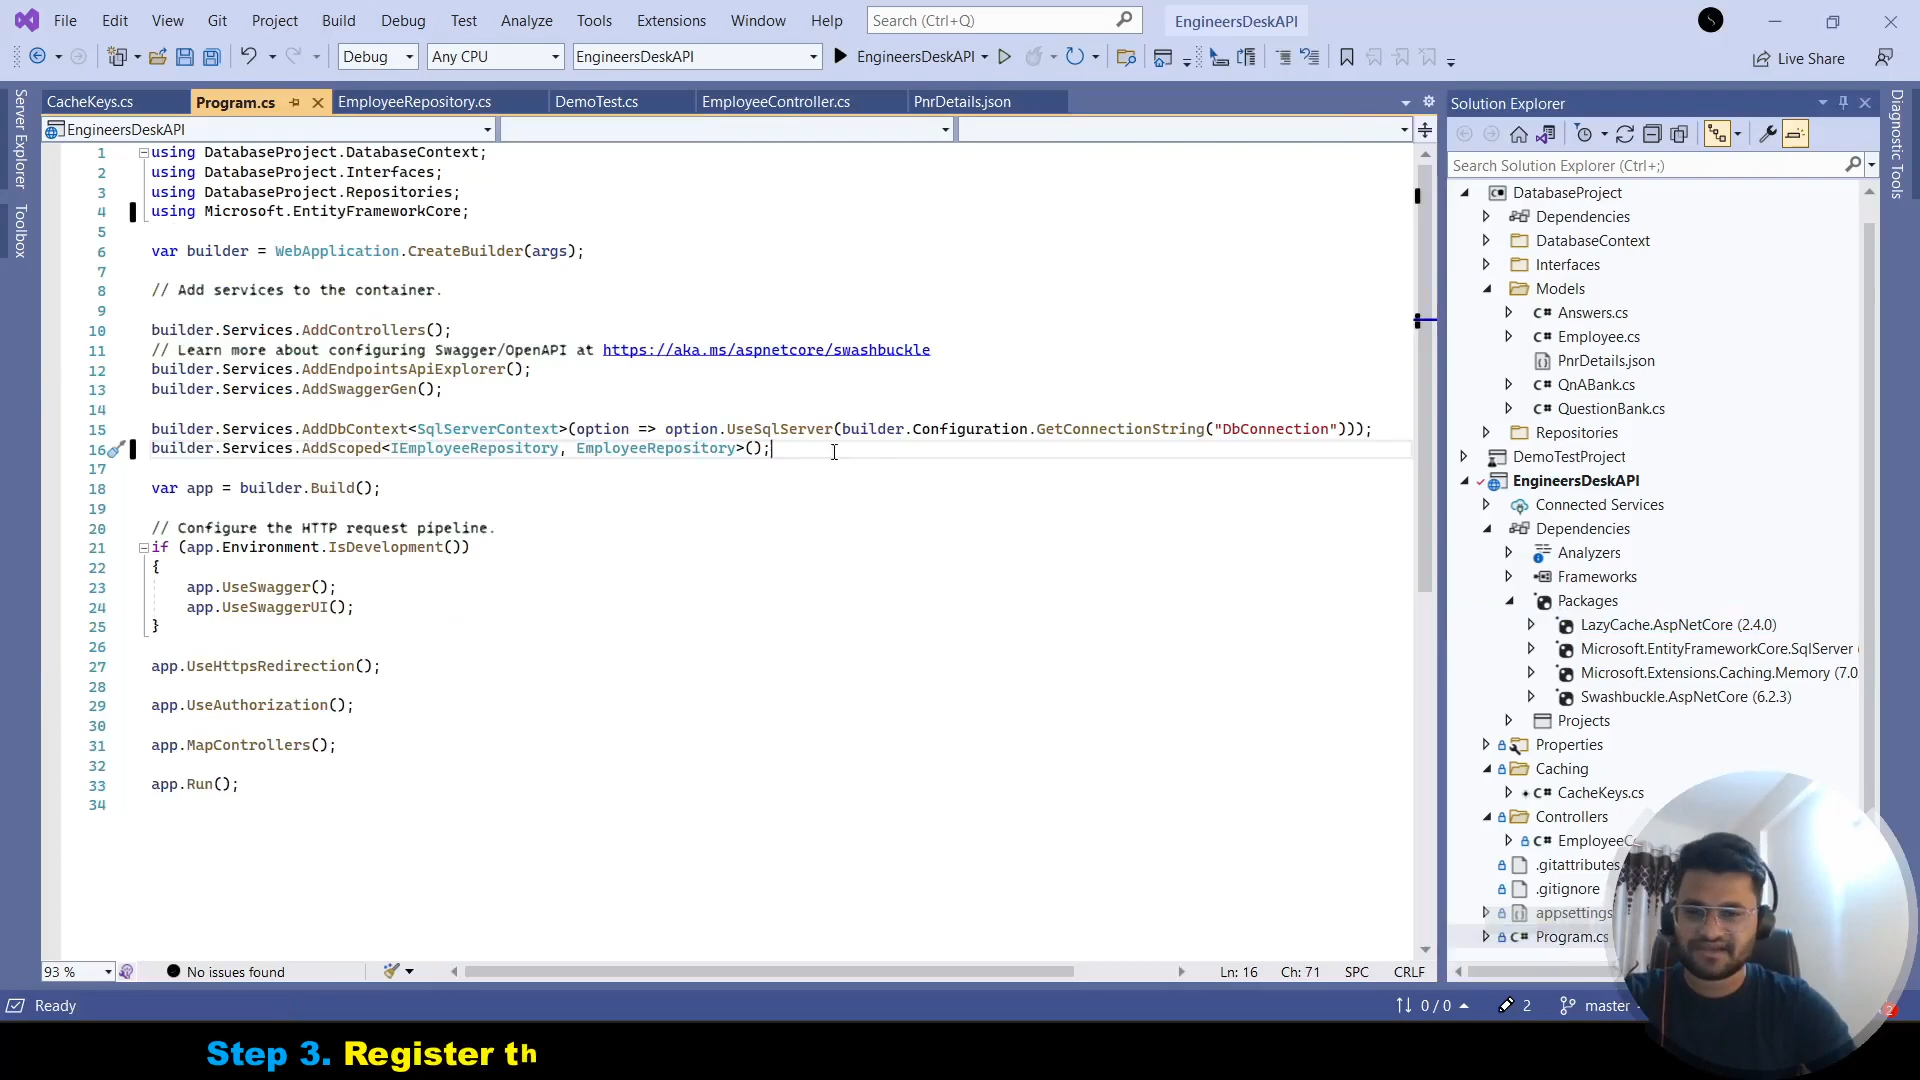 File Edit View Git Project Build Debug Test Analyze Tools Extensions Window Help Search (Ctrl+Q) EngineersDeskAPI
Debug Any CPU EngineersDeskAPI EngineersDeskAPI Live Share
CacheKeys.cs Program.cs EmployeeRepository.cs DemoTest.cs EmployeeController.cs PnrDetails.json
EngineersDeskAPI
Server Explorer
Toolbox
1 using DatabaseProject.DatabaseContext;
2 using DatabaseProject.Interfaces;
3 using DatabaseProject.Repositories;
4 using Microsoft.EntityFrameworkCore;
5
6 var builder = WebApplication.CreateBuilder(args);
7
8 // Add services to the container.
9
10 builder.Services.AddControllers();
11 // Learn more about configuring Swagger/OpenAPI at https://aka.ms/aspnetcore/swashbuckle
12 builder.Services.AddEndpointsApiExplorer();
13 builder.Services.AddSwaggerGen();
14
15 builder.Services.AddDbContext<SqlServerContext>(option => option.UseSqlServer(builder.Configuration.GetConnectionString("DbConnection")));
16 builder.Services.AddScoped<IEmployeeRepository, EmployeeRepository>();
17
18 var app = builder.Build();
19
20 // Configure the HTTP request pipeline.
21 if (app.Environment.IsDevelopment())
22 {
23 app.UseSwagger();
24 app.UseSwaggerUI();
25 }
26
27 app.UseHttpsRedirection();
28
29 app.UseAuthorization();
30
31 app.MapControllers();
32
33 app.Run();
34
93 % No issues found Ln: 16 Ch: 71 SPC CRLF
Solution Explorer
Search Solution Explorer (Ctrl+;)
DatabaseProject
Dependencies
DatabaseContext
Interfaces
Models
C# Answers.cs
C# Employee.cs
PnrDetails.json
C# QnABank.cs
C# QuestionBank.cs
Repositories
DemoTestProject
EngineersDeskAPI
Connected Services
Dependencies
Analyzers
Frameworks
Packages
LazyCache.AspNetCore (2.4.0)
Microsoft.EntityFrameworkCore.SqlServer (
Microsoft.Extensions.Caching.Memory (7.0
Swashbuckle.AspNetCore (6.2.3)
Projects
Properties
Caching
C# CacheKeys.cs
Controllers
C# EmployeeC
.gitattributes
.gitignore
appsettings
C# Program.cs
Diagnostic Tools
Ready 0 / 0 2 master 2
Step 3. Register th